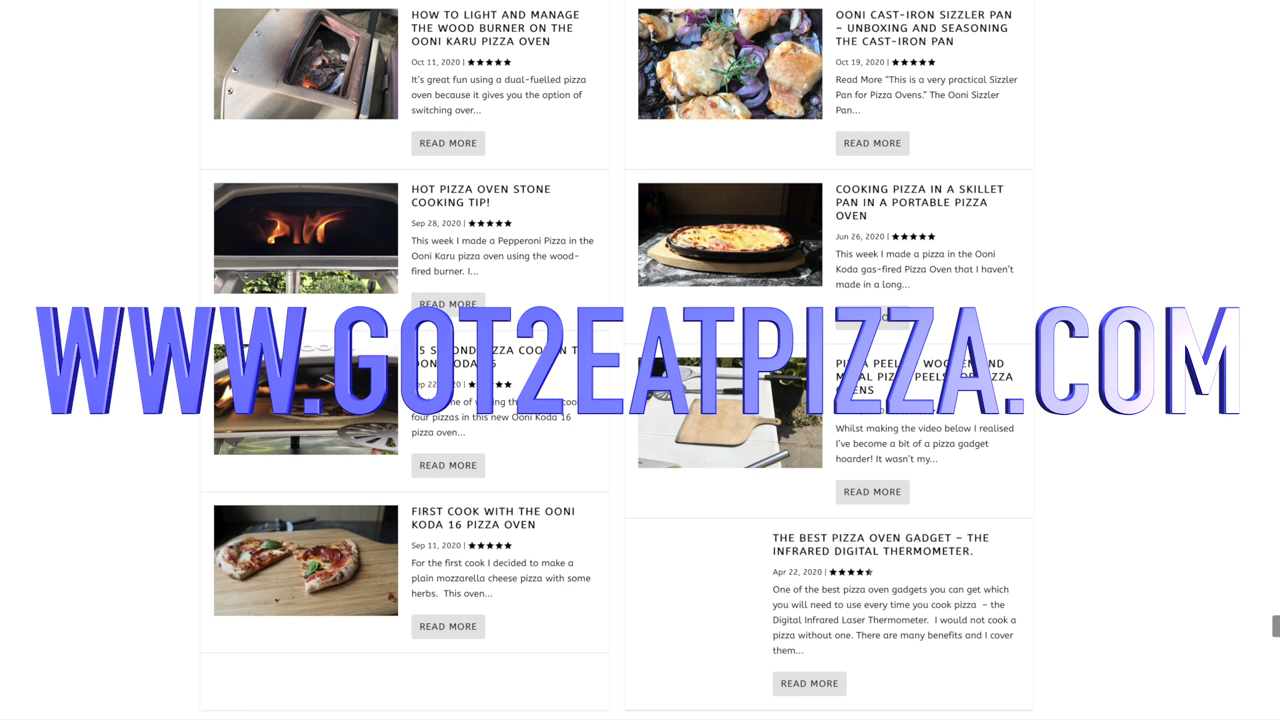 HOW TO LIGHT AND MANAGE
THE WOOD BURNER ON THE
OONI KARU PIZZA OVEN
Oct 11, 2020 | ★★★★★
It's great fun using a dual-fuelled pizza
oven because it gives you the option of
switching over...
READ MORE
HOT PIZZA OVEN STONE
COOKING TIP!
Sep 28, 2020 | ★★★★★
This week I made a Pepperoni Pizza in the
Ooni Karu pizza oven using the wood-
fired burner. I...
READ MORE
four pizzas in this new Ooni Koda 16
pizza oven...
READ MORE
FIRST COOK WITH THE OONI
KODA 16 PIZZA OVEN
Sep 11, 2020 | ★★★★★
For the first cook I decided to make a
plain mozzarella cheese pizza with some
herbs. This oven...
READ MORE
OONI CAST-IRON SIZZLER PAN
– UNBOXING AND SEASONING
THE CAST-IRON PAN
Oct 19, 2020 | ★★★★★
Read More "This is a very practical Sizzler
Pan for Pizza Ovens." The Ooni Sizzler
Pan...
READ MORE
COOKING PIZZA IN A SKILLET
PAN IN A PORTABLE PIZZA
OVEN
Jun 26, 2020 | ★★★★★
This week I made a pizza in the Ooni
Koda gas-fired Pizza Oven that I haven't
made in a long...
WWW.GOT2EATPIZZA.COM
Whilst making the video below I realised
I've become a bit of a pizza gadget
hoarder! It wasn't my...
READ MORE
THE BEST PIZZA OVEN GADGET – THE
INFRARED DIGITAL THERMOMETER.
Apr 22, 2020 |
One of the best pizza oven gadgets you can get which
you will need to use every time you cook pizza – the
Digital Infrared Laser Thermometer. I would not cook a
pizza without one. There are many benefits and I cover
them...
READ MORE